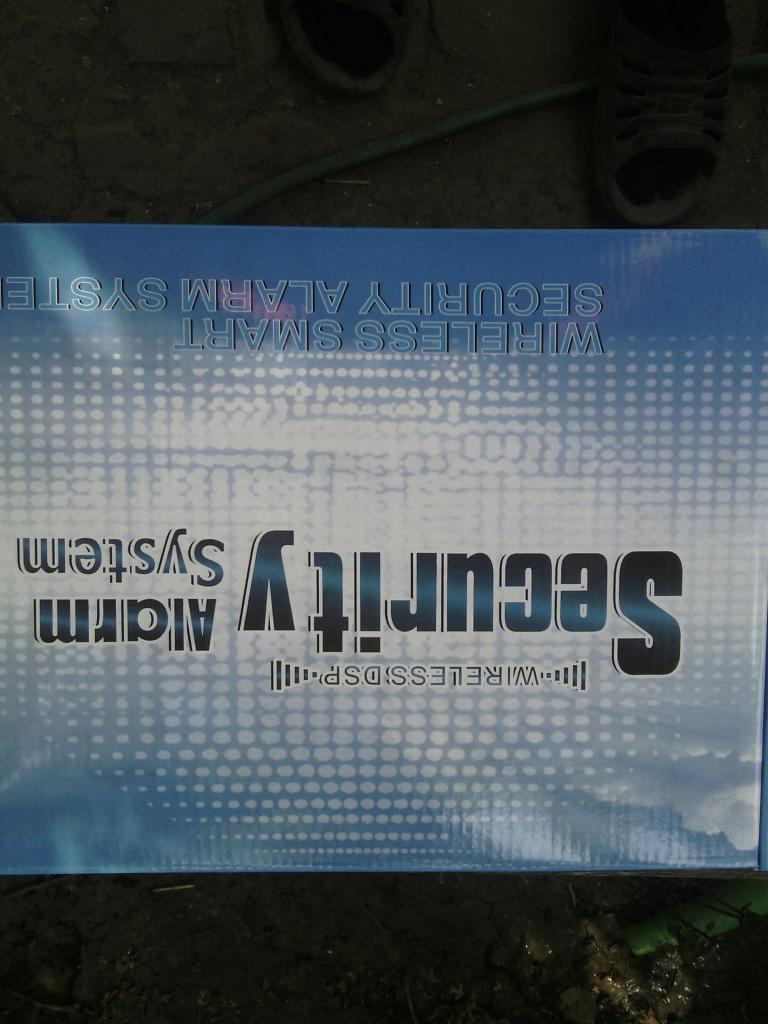 WIRELESS DSP
Security Alarm
System
WIRELESS SMART
SECURITY ALARM